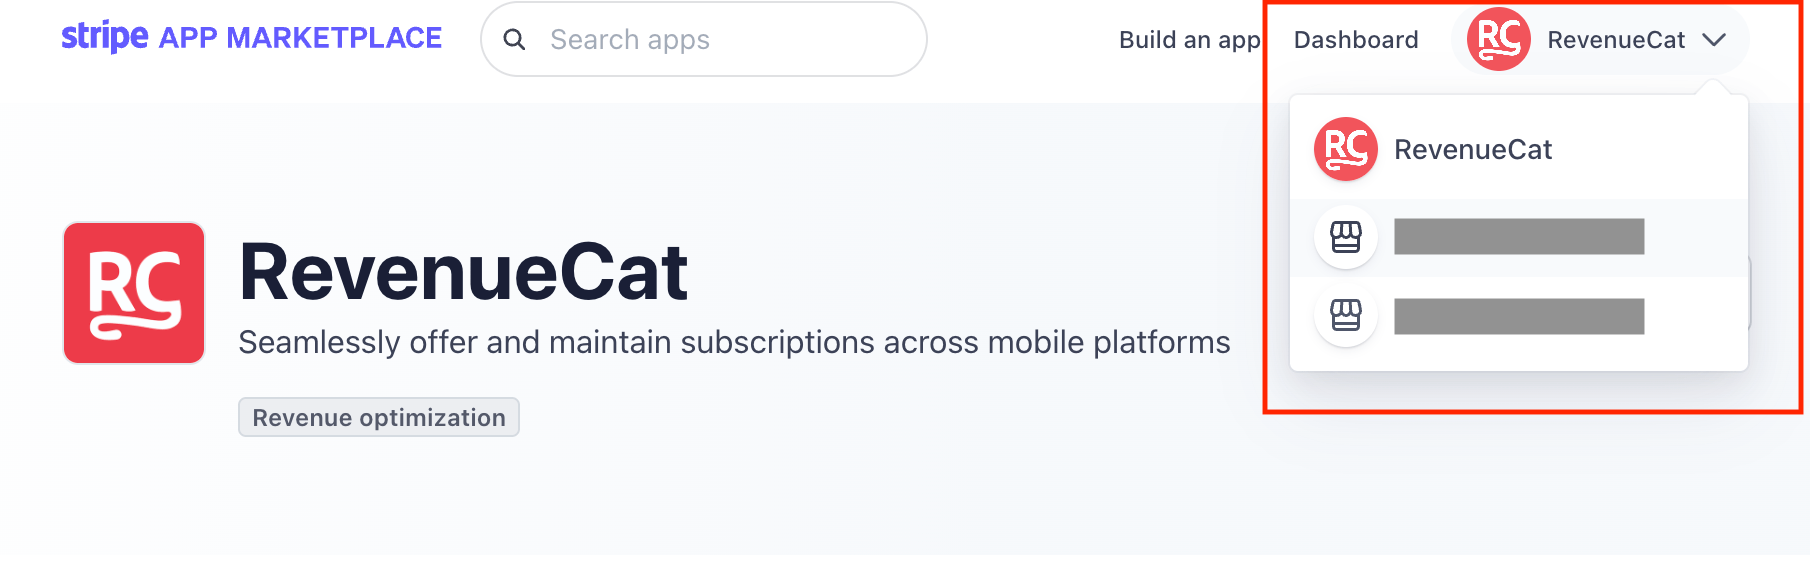 stripe APP MARKETPLACE
Search apps
Build an app
Dashboard
RC
RevenueCat
RC
RevenueCat
RC
RevenueCat
Seamlessly offer and maintain subscriptions across mobile platforms
Revenue optimization